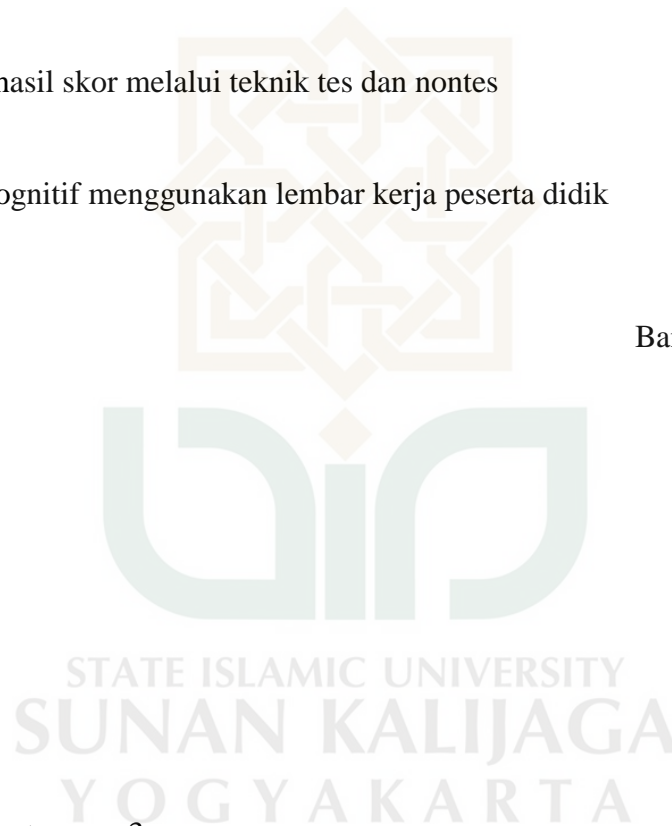 hasil skor melalui teknik tes dan nontes
ognitif menggunakan lembar kerja peserta didik
STATE ISLAMIC UNIVERSITY
SUNAN KALIJAGA
YOGYAKARTA